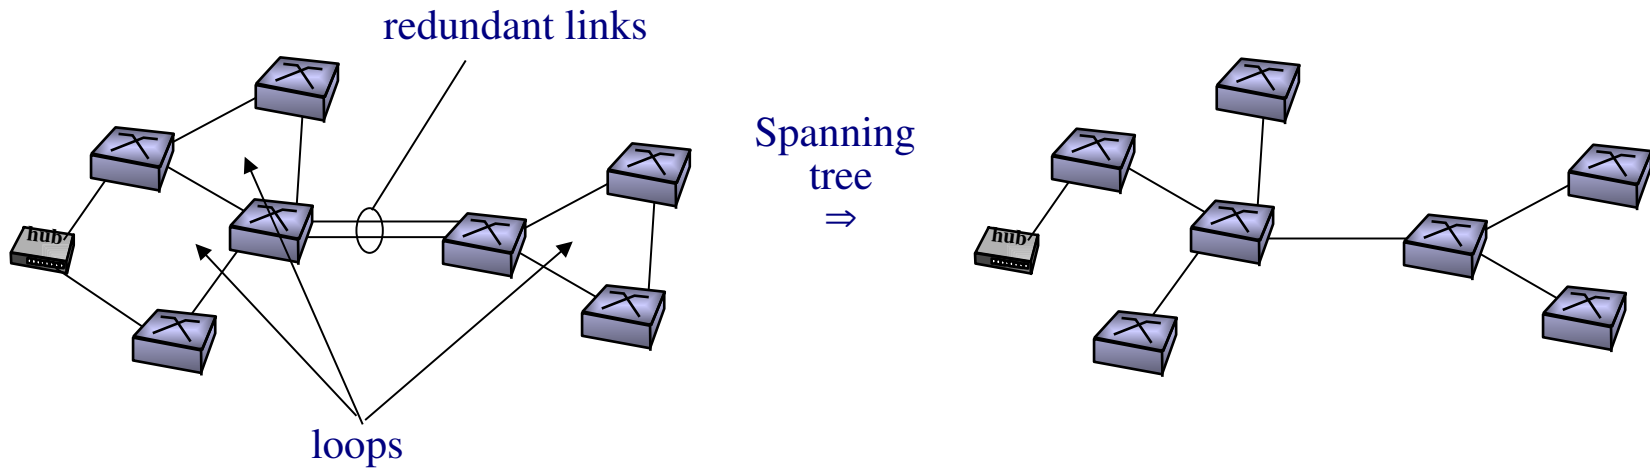 redundant links
hub
loops
Spanning
tree
⇒
hub